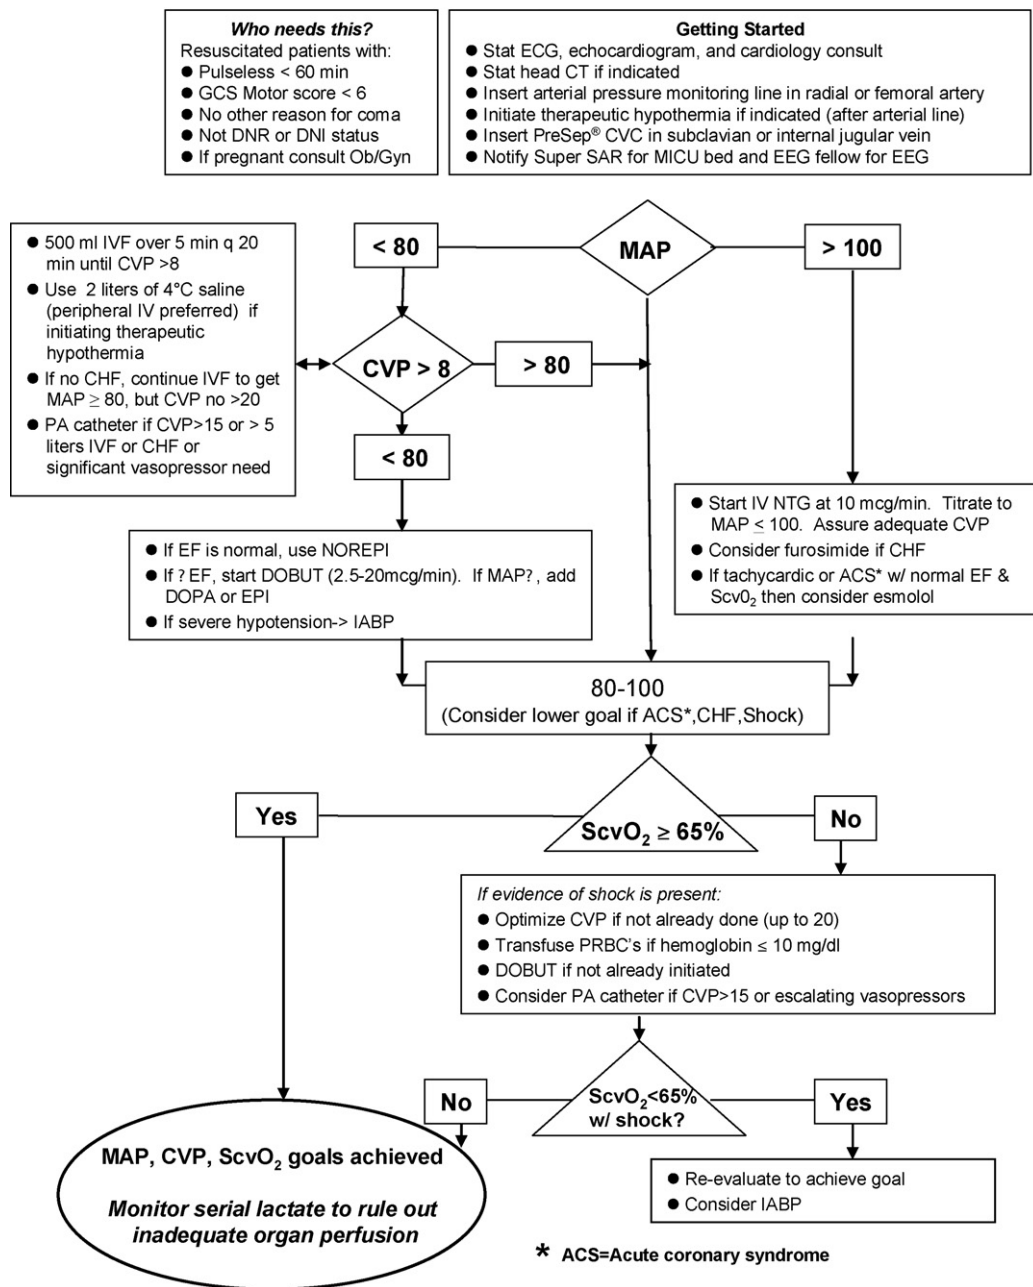 Who needs this?
Resuscitated patients with:
● Pulseless < 60 min
● GCS Motor score < 6
● No other reason for coma
● Not DNR or DNI status
● If pregnant consult Ob/Gyn
Getting Started
● Stat ECG, echocardiogram, and cardiology consult
● Stat head CT if indicated
● Insert arterial pressure monitoring line in radial or femoral artery
● Initiate therapeutic hypothermia if indicated (after arterial line)
● Insert PreSep® CVC in subclavian or internal jugular vein
● Notify Super SAR for MICU bed and EEG fellow for EEG
< 80
MAP
> 100
● 500 ml IVF over 5 min q 20
min until CVP >8
● Use 2 liters of 4°C saline
(peripheral IV preferred) if
initiating therapeutic
hypothermia
● If no CHF, continue IVF to get
MAP ≥ 80, but CVP no >20
● PA catheter if CVP>15 or > 5
liters IVF or CHF or
significant vasopressor need
CVP > 8
> 80
< 80
● If EF is normal, use NOREPI
● If ? EF, start DOBUT (2.5-20mcg/min). If MAP?, add
DOPA or EPI
● If severe hypotension-> IABP
● Start IV NTG at 10 mcg/min. Titrate to
MAP ≤ 100. Assure adequate CVP
● Consider furosimide if CHF
● If tachycardic or ACS* w/ normal EF &
Scv0₂ then consider esmolol
80-100
(Consider lower goal if ACS*,CHF,Shock)
Yes
ScvO₂ ≥ 65%
No
If evidence of shock is present:
● Optimize CVP if not already done (up to 20)
● Transfuse PRBC's if hemoglobin ≤ 10 mg/dl
● DOBUT if not already initiated
● Consider PA catheter if CVP>15 or escalating vasopressors
No
ScvO₂<65%
w/ shock?
Yes
MAP, CVP, ScvO₂ goals achieved
Monitor serial lactate to rule out
inadequate organ perfusion
● Re-evaluate to achieve goal
● Consider IABP
* ACS=Acute coronary syndrome